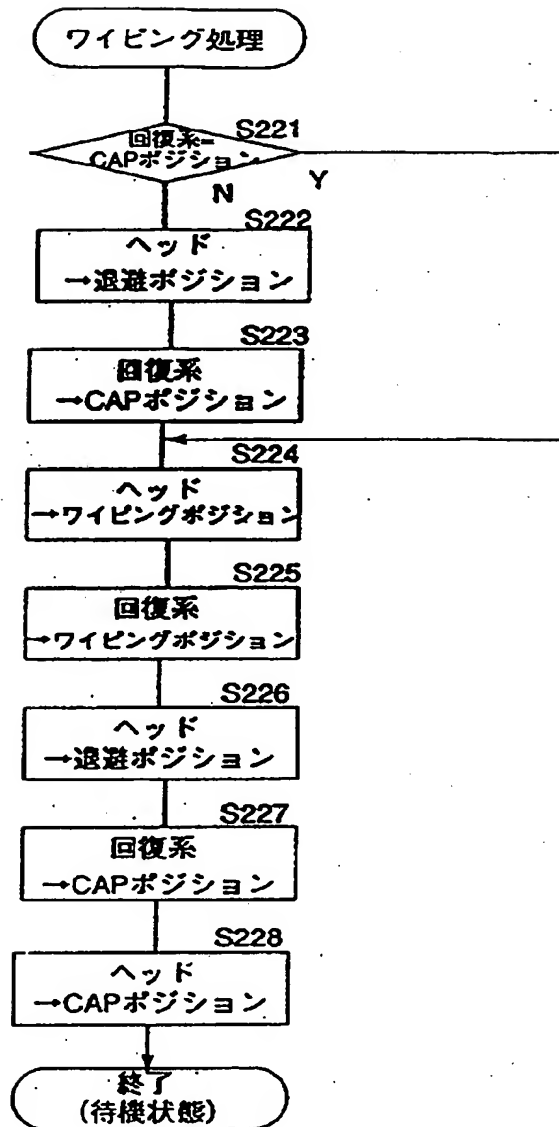 ワイピング処理
S221
回復系=
CAPポジション
N
Y
S222
ヘッド
→退避ポジション
S223
回復系
→CAPポジション
S224
ヘッド
→ワイピングポジション
S225
回復系
→ワイピングポジション
S226
ヘッド
→退避ポジション
S227
回復系
→CAPポジション
S228
ヘッド
→CAPポジション
終了
(待機状態)